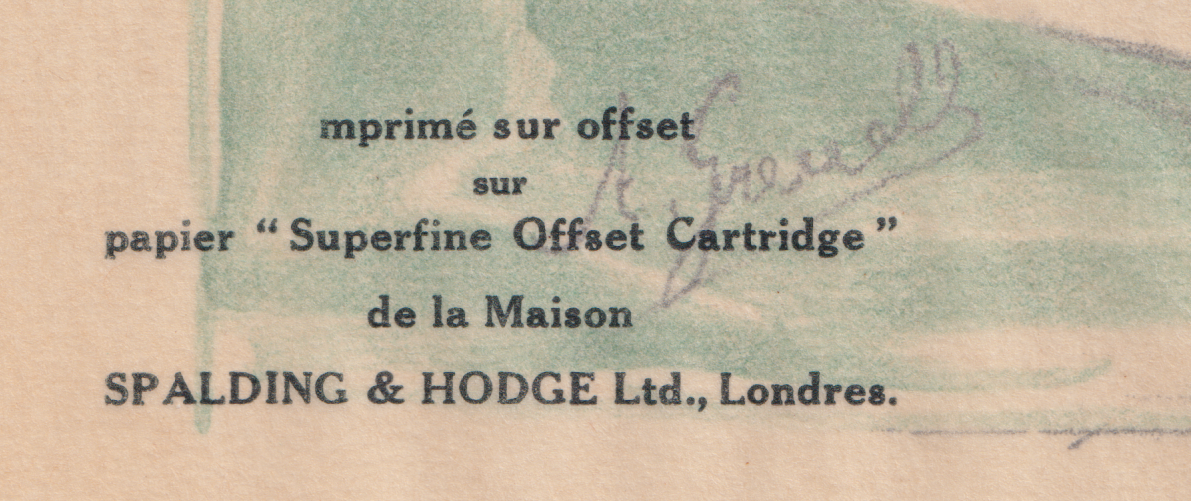 mprimé sur offset
sur
papier “ Superfine Offset Cartridge ”
de la Maison
SPALDING & HODGE Ltd., Londres.